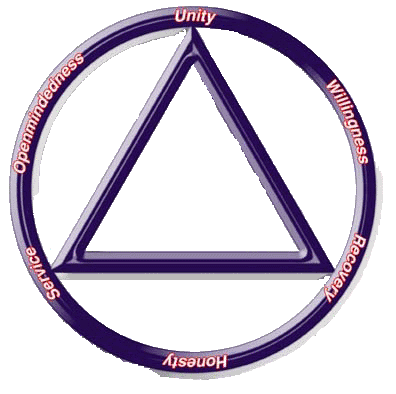 Unity
Willingness
Recovery
Honesty
Service
Openmindedness